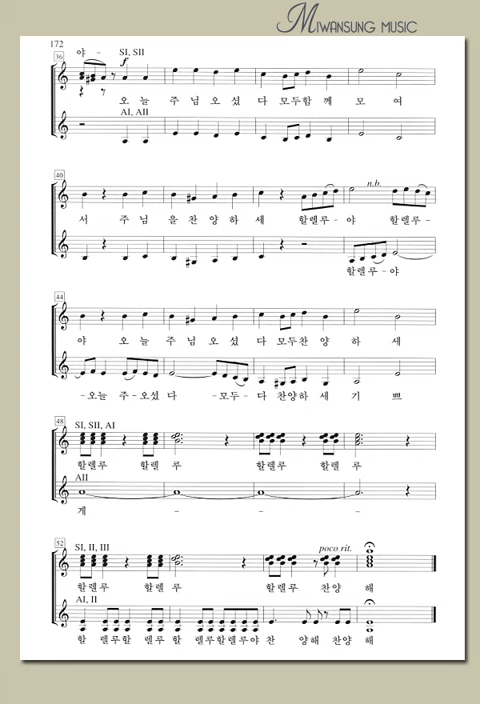 MIWANSUNG MUSIC
172
야 - SI, SII
36
f
오 늘 주 님 오 셨 다 모두함 께 모 여
AI, AII
40
n.b.
서 주 님 을 찬 양 하 세 할렐루 - 야 할렐루 -
할렐루 - 야
44
야 오 늘 주 님 오 셨 다 모두찬 양 하 세
- 오늘 주 - 오셨 다 - 모두 - 다 찬양하 세 기 쁘
48
SI, SII, AI
할렐루 할렐 루 할렐루 할렐 루
AII
게 - - -
52
SI, II, III
poco rit.
할렐루 할렐 루 할렐루 찬양 해
AI, II
할 렐루할 렐루 할 렐루할렐루야 찬 양해 찬양 해